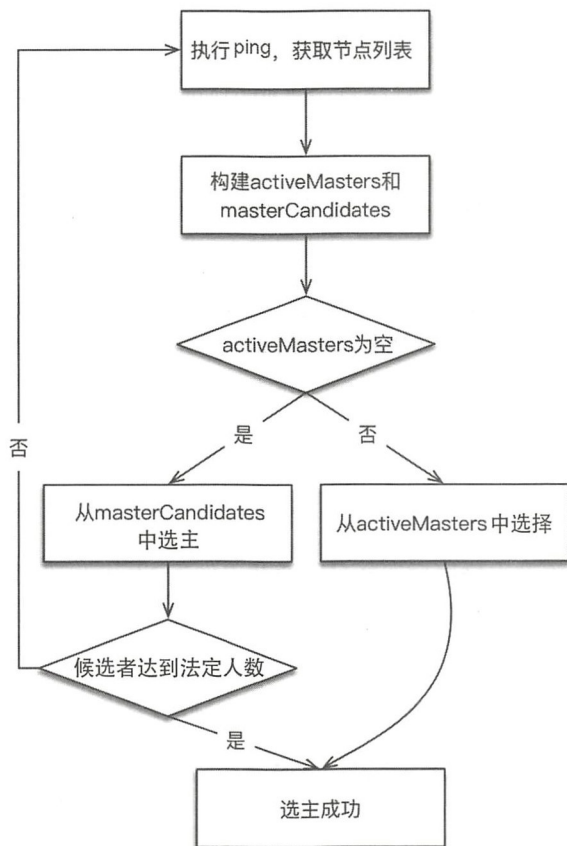 执行ping，获取节点列表
构建activeMasters和
masterCandidates
activeMasters为空
是
否
否
从masterCandidates
中选主
从activeMasters中选择
候选者达到法定人数
是
选主成功